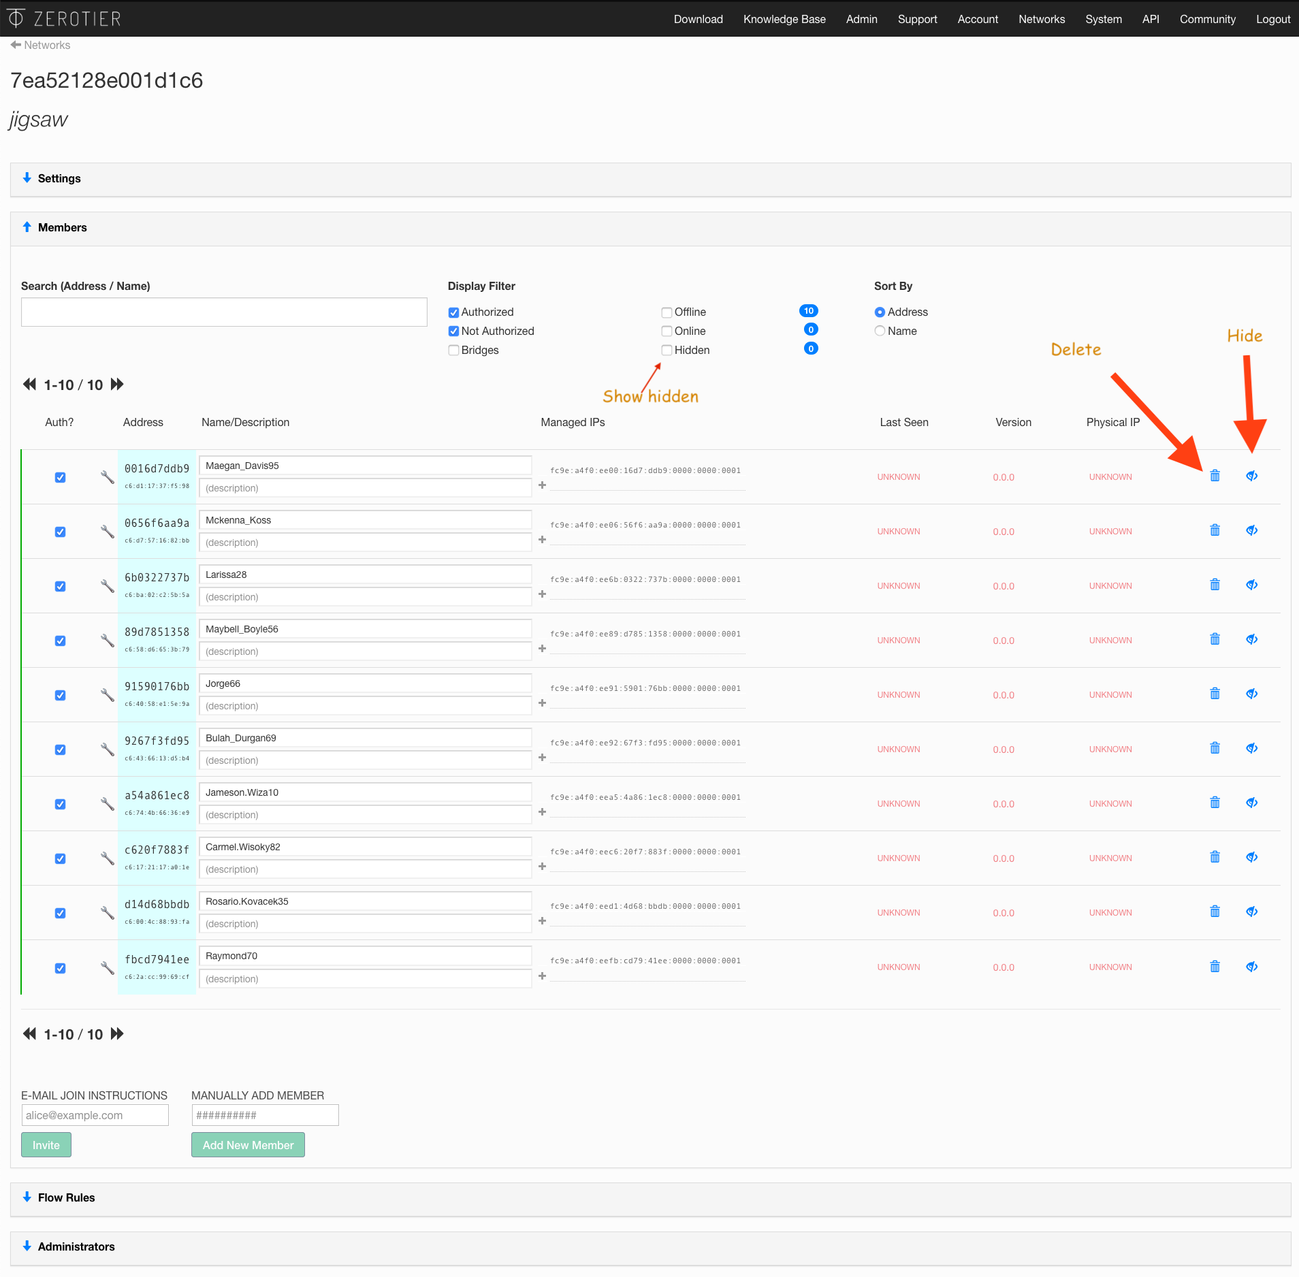 ZEROTIER Download Knowledge Base Admin Support Account Networks System API Community Logout
Networks
7ea52128e001d1c6
jigsaw
Settings
Members
Search (Address / Name) Display Filter Sort By
Authorized Offline 10 Address
Not Authorized Online 0 Name
Bridges Hidden 0
Delete
Hide
Show hidden
1-10 / 10
Auth? Address Name/Description Managed IPs Last Seen Version Physical IP
0016d7ddb9 Maegan_Davis95 fc9e:a4f0:ee00:16d7:ddb9:0000:0000:0001 UNKNOWN 0.0.0 UNKNOWN
c6:d1:17:37:f5:98 (description) +
0656f6aa9a Mckenna_Koss fc9e:a4f0:ee06:56f6:aa9a:0000:0000:0001 UNKNOWN 0.0.0 UNKNOWN
c6:d7:57:16:82:bb (description) +
6b0322737b Larissa28 fc9e:a4f0:ee6b:0322:737b:0000:0000:0001 UNKNOWN 0.0.0 UNKNOWN
c6:ba:02:c2:5b:5a (description) +
89d7851358 Maybell_Boyle56 fc9e:a4f0:ee89:d785:1358:0000:0000:0001 UNKNOWN 0.0.0 UNKNOWN
c6:58:d6:65:3b:79 (description) +
91590176bb Jorge66 fc9e:a4f0:ee91:5901:76bb:0000:0000:0001 UNKNOWN 0.0.0 UNKNOWN
c6:40:58:e1:5e:9a (description) +
9267f3fd95 Bulah_Durgan69 fc9e:a4f0:ee92:67f3:fd95:0000:0000:0001 UNKNOWN 0.0.0 UNKNOWN
c6:43:66:13:d5:b4 (description) +
a54a861ec8 Jameson.Wiza10 fc9e:a4f0:eea5:4a86:1ec8:0000:0000:0001 UNKNOWN 0.0.0 UNKNOWN
c6:74:4b:66:36:e9 (description) +
c620f7883f Carmel.Wisoky82 fc9e:a4f0:eec6:20f7:883f:0000:0000:0001 UNKNOWN 0.0.0 UNKNOWN
c6:17:21:17:a0:1e (description) +
d14d68bbdb Rosario.Kovacek35 fc9e:a4f0:eed1:4d68:bbdb:0000:0000:0001 UNKNOWN 0.0.0 UNKNOWN
c6:00:4c:88:93:fa (description) +
fbcd7941ee Raymond70 fc9e:a4f0:eefb:cd79:41ee:0000:0000:0001 UNKNOWN 0.0.0 UNKNOWN
c6:2a:cc:99:69:cf (description) +
1-10 / 10
E-MAIL JOIN INSTRUCTIONS MANUALLY ADD MEMBER
alice@example.com ##########
Invite Add New Member
Flow Rules
Administrators